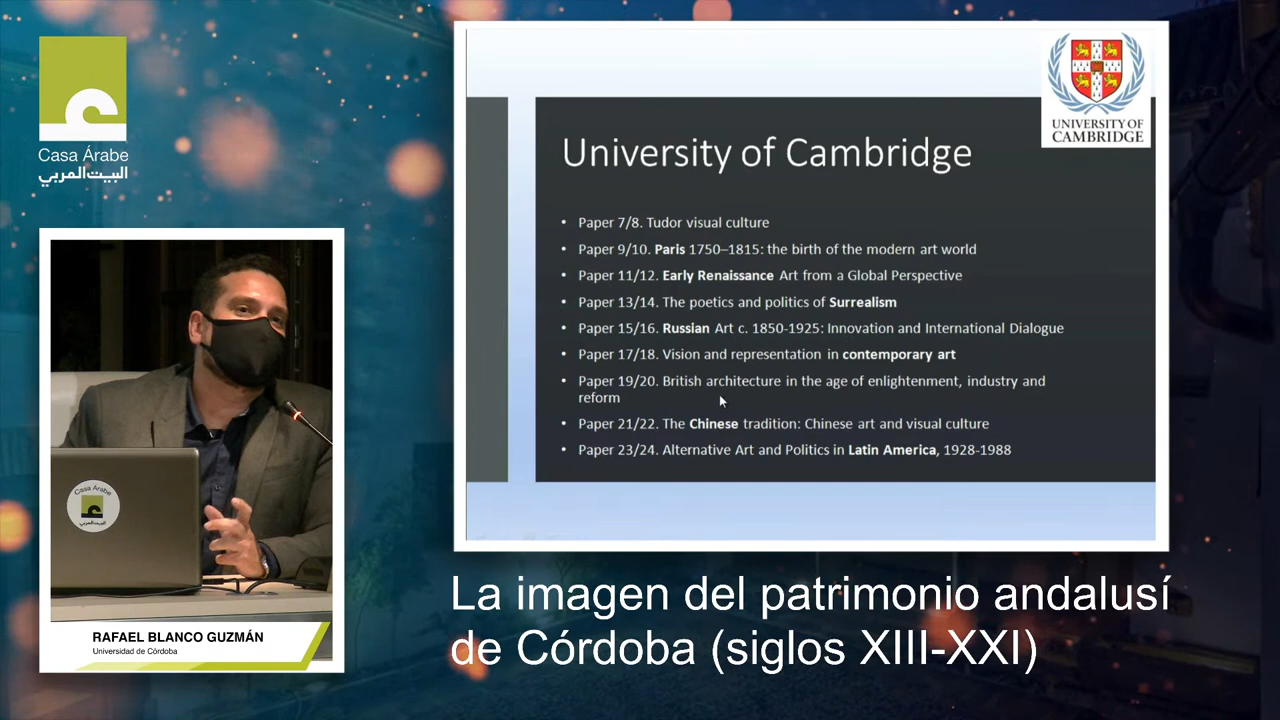 Casa Árabe
البيت العربي
UNIVERSITY OF
CAMBRIDGE
University of Cambridge
• Paper 7/8. Tudor visual culture
• Paper 9/10. Paris 1750–1815: the birth of the modern art world
• Paper 11/12. Early Renaissance Art from a Global Perspective
• Paper 13/14. The poetics and politics of Surrealism
• Paper 15/16. Russian Art c. 1850-1925: Innovation and International Dialogue
• Paper 17/18. Vision and representation in contemporary art
• Paper 19/20. British architecture in the age of enlightenment, industry and
reform
• Paper 21/22. The Chinese tradition: Chinese art and visual culture
• Paper 23/24. Alternative Art and Politics in Latin America, 1928-1988
Casa Árabe
البيت العربي
RAFAEL BLANCO GUZMÁN
Universidad de Córdoba
La imagen del patrimonio andalusí
de Córdoba (siglos XIII-XXI)